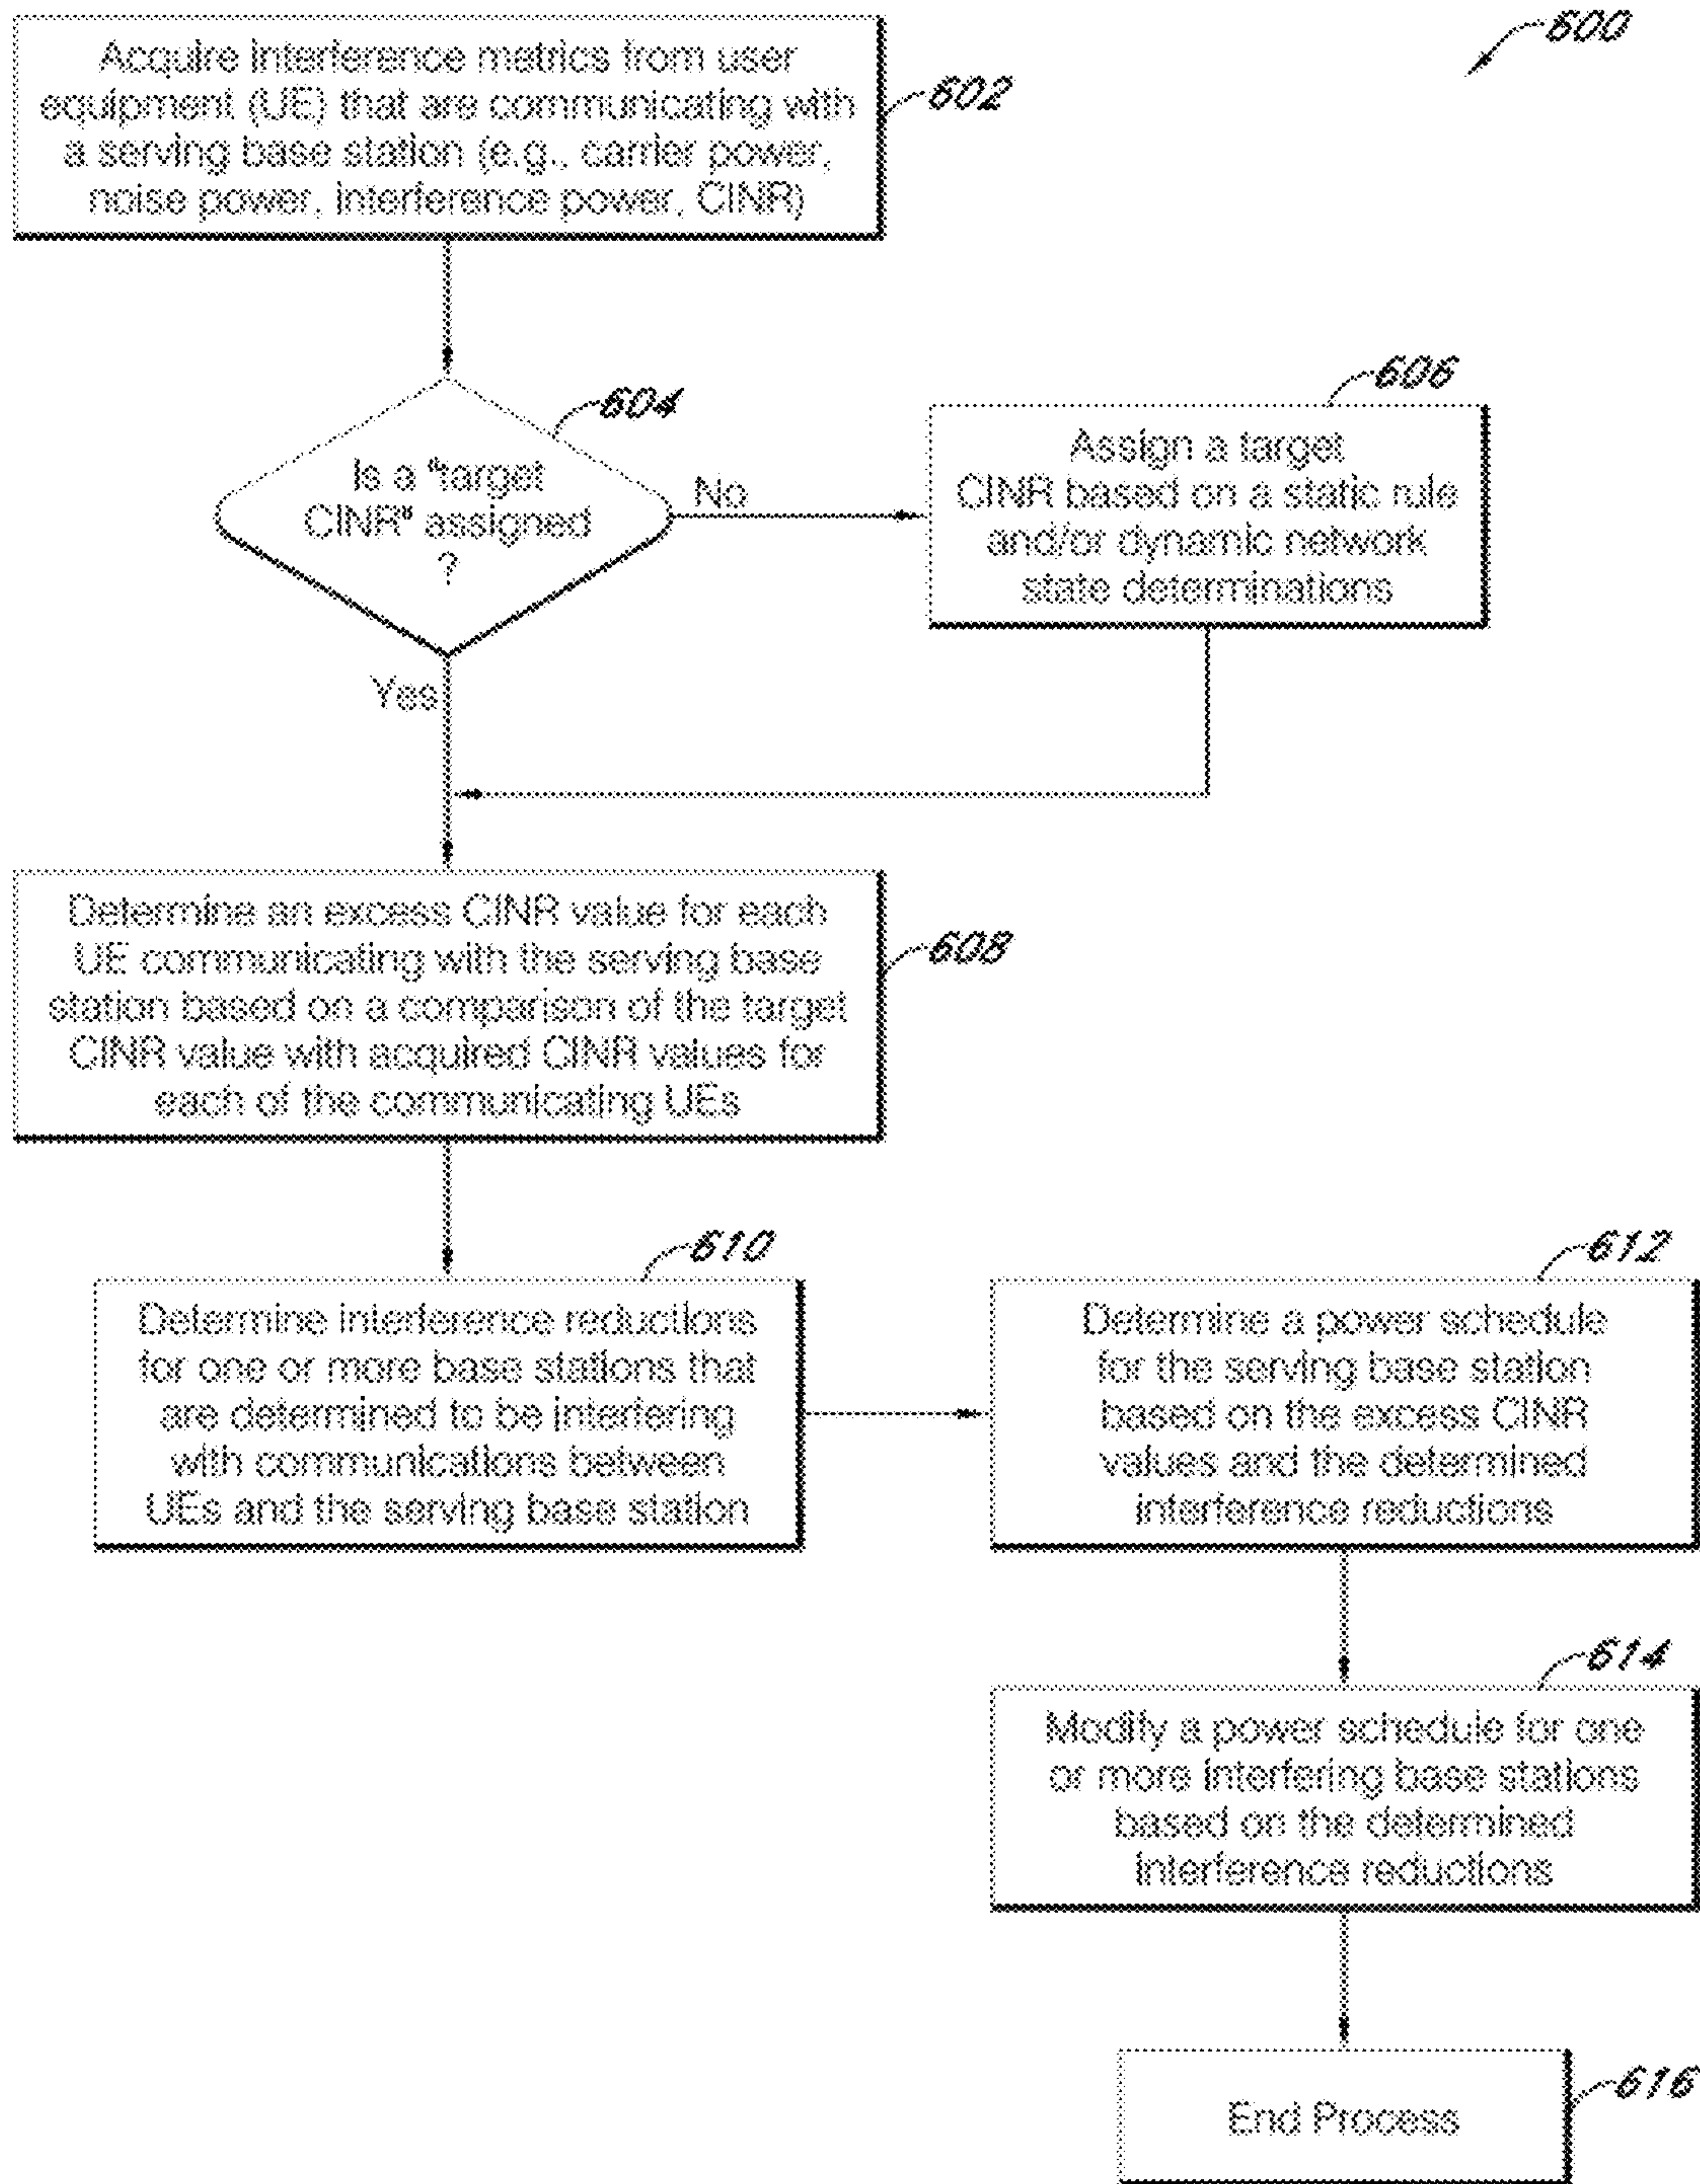 600
Acquire interference metrics from user
equipment (UE) that are communicating with
a serving base station (e.g., carrier power,
noise power, interference power, CINR)
602
604
Is a "target
CINR" assigned
?
No
Yes
606
Assign a target
CINR based on a static rule
and/or dynamic network
state determinations
Determine an excess CINR value for each
UE communicating with the serving base
station based on a comparison of the target
CINR value with acquired CINR values for
each of the communicating UEs
608
610
Determine interference reductions
for one or more base stations that
are determined to be interfering
with communications between
UEs and the serving base station
612
Determine a power schedule
for the serving base station
based on the excess CINR
values and the determined
interference reductions
614
Modify a power schedule for one
or more interfering base stations
based on the determined
interference reductions
End Process
616